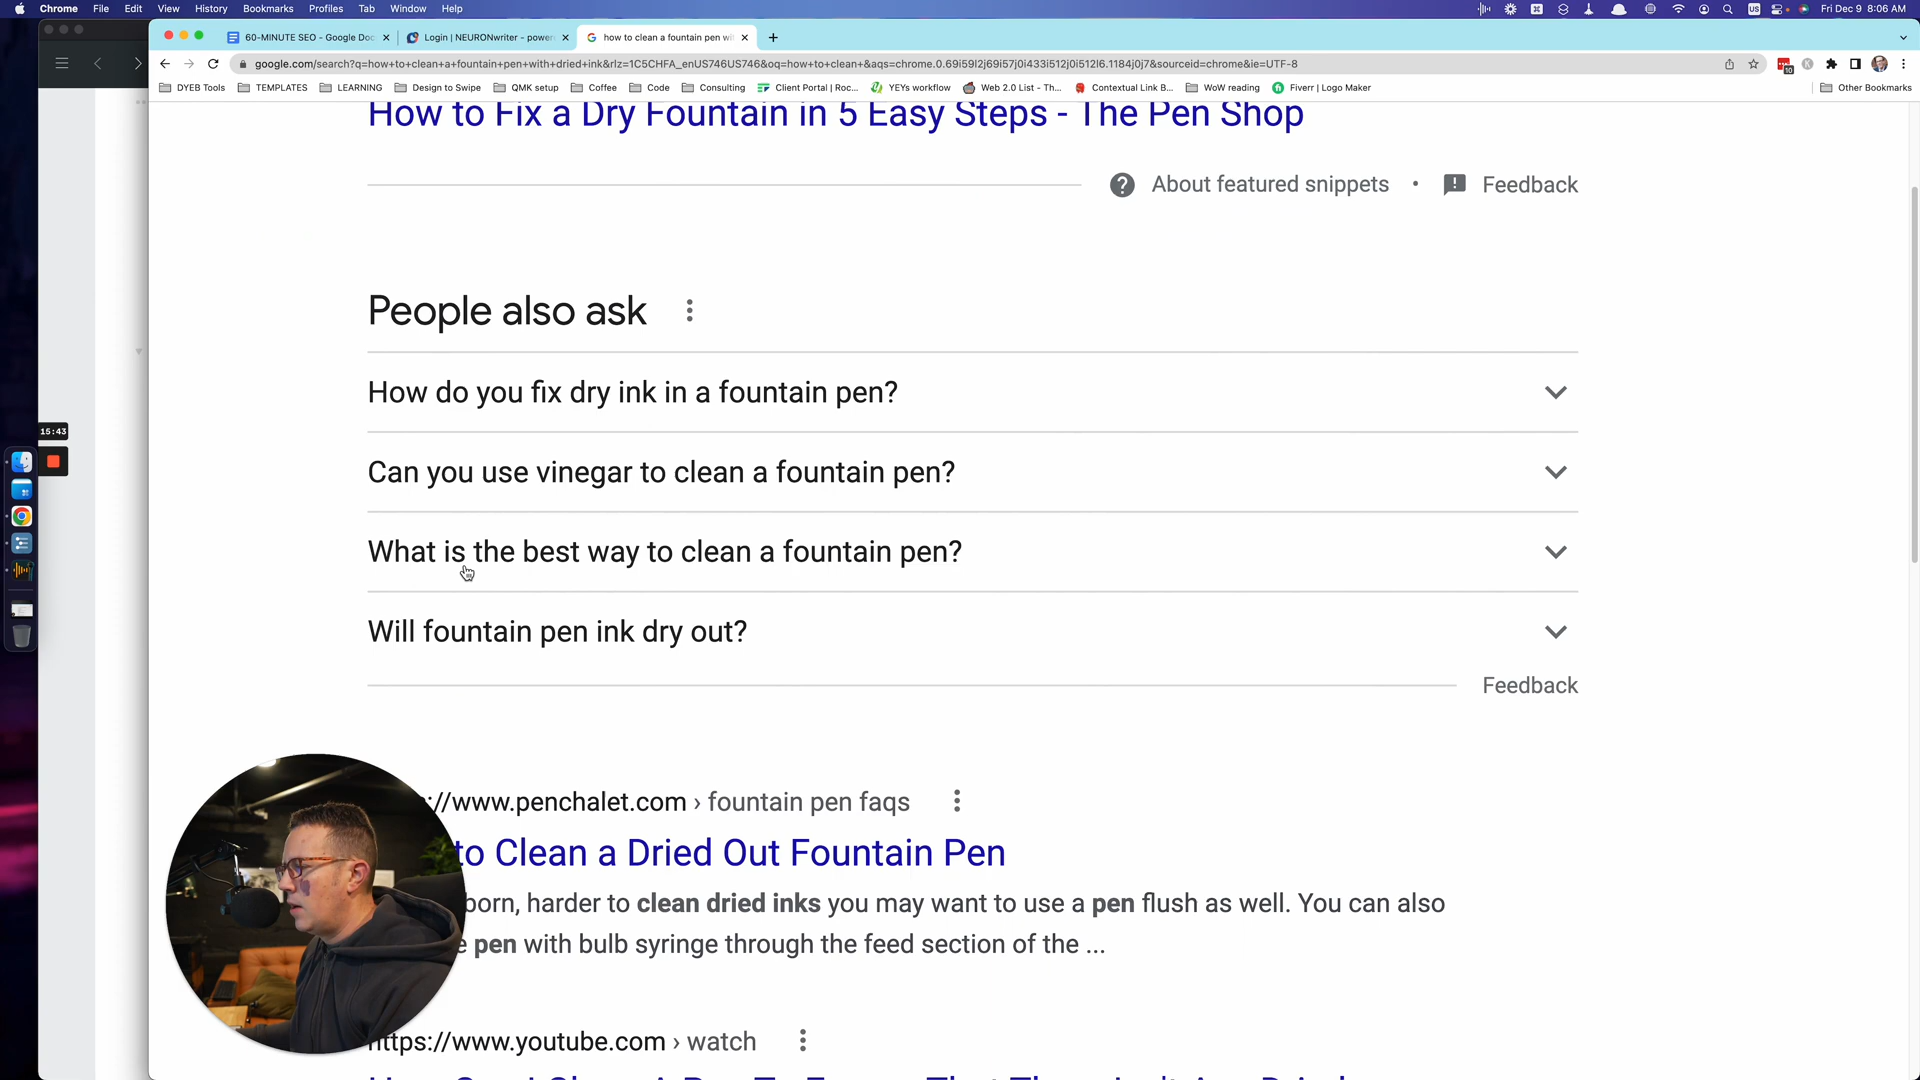 Chrome File Edit View History Bookmarks Profiles Tab Window Help
US Fri Dec 9 8:06 AM
60-MINUTE SEO - Google Doc
Login | NEURONwriter - power
how to clean a fountain pen wi
google.com/search?q=how+to+clean+a+fountain+pen+with+dried+ink&rlz=1C5CHFA_enUS746US746&oq=how+to+clean+&aqs=chrome.0.69i59l2j69i57j0i433i512j0i512l6.1184j0j7&sourceid=chrome&ie=UTF-8
10
DYEB Tools TEMPLATES LEARNING Design to Swipe QMK setup Coffee Code Consulting Client Portal | Roc... YEYs workflow Web 2.0 List - Th... Contextual Link B... WoW reading Fiverr | Logo Maker Other Bookmarks
How to Fix a Dry Fountain in 5 Easy Steps - The Pen Shop
About featured snippets • Feedback
People also ask
How do you fix dry ink in a fountain pen?
15:43
Can you use vinegar to clean a fountain pen?
What is the best way to clean a fountain pen?
Will fountain pen ink dry out?
Feedback
://www.penchalet.com › fountain pen faqs
to Clean a Dried Out Fountain Pen
born, harder to clean dried inks you may want to use a pen flush as well. You can also
e pen with bulb syringe through the feed section of the ...
https://www.youtube.com › watch